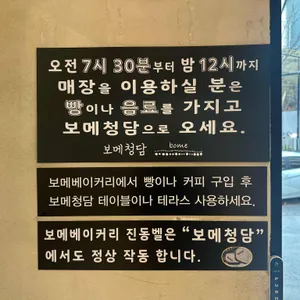 오전 7시 30분부터 밤 12시까지
매장을 이용하실 분은
빵이나 음료를 가지고
보메청담으로 오세요.
보메청담 bome
보메베이커리에서 빵이나 커피 구입 후
보메청담 테이블이나 테라스 사용하세요.
보메베이커리 진동벨은 “보메청담”
에서도 정상 작동 합니다.